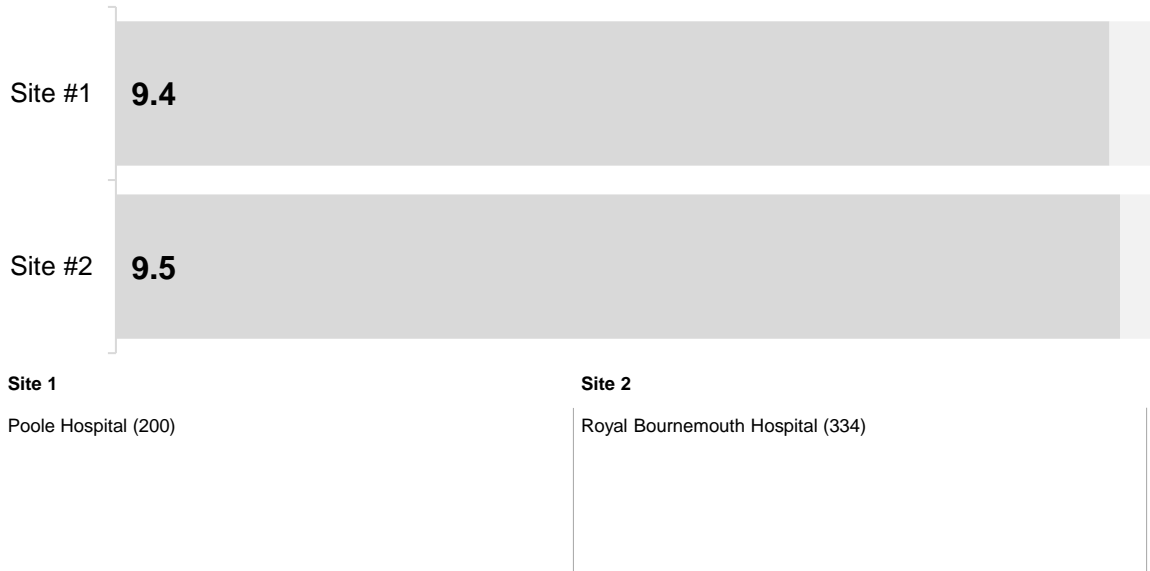 Site #1 9.4
Site #2 9.5
Site 1 Site 2
Poole Hospital (200) Royal Bournemouth Hospital (334)